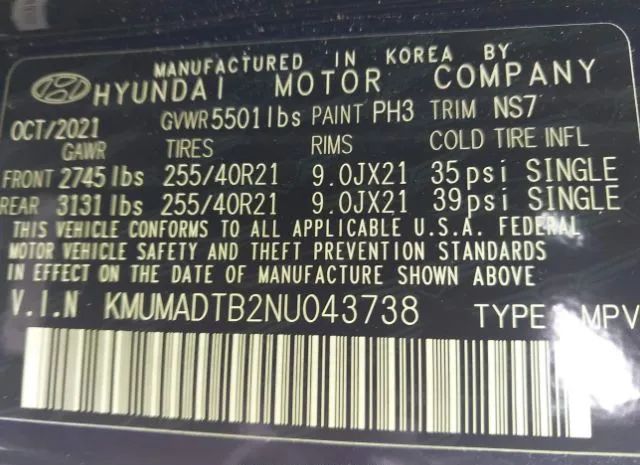 MANUFACTURED IN KOREA BY
HYUNDAI MOTOR COMPANY
OCT/2021 GVWR 5501 lbs PAINT PH3 TRIM NS7
GAWR TIRES RIMS COLD TIRE INFL
FRONT 2745 lbs 255/40R21 9.0JX21 35 psi SINGLE
REAR 3131 lbs 255/40R21 9.0JX21 39 psi SINGLE
THIS VEHICLE CONFORMS TO ALL APPLICABLE U.S.A. FEDERAL
MOTOR VEHICLE SAFETY AND THEFT PREVENTION STANDARDS
IN EFFECT ON THE DATE OF MANUFACTURE SHOWN ABOVE
V.I.N KMUMADTB2NU043738 TYPE : MPV